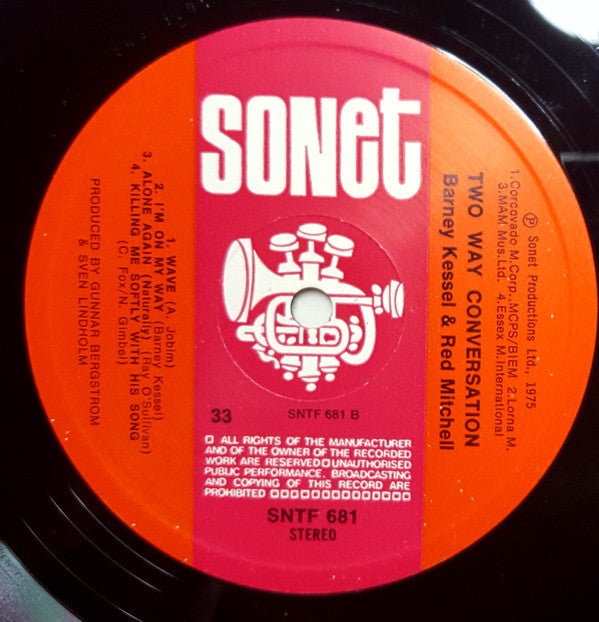 SONET
TWO WAY CONVERSATION
Barney Kessel & Red Mitchell
℗ Sonet Productions Ltd., 1975
1.Corcovado M.Corp.,MCPS/BIEM 2.Lorna M.
3.MAM Mus.Ltd. 4.Essex M.International
1. WAVE (A. Jobim)
2. I'M ON MY WAY (Barney Kessel)
3. ALONE AGAIN (Naturally) (Ray O'Sullivan)
4. KILLING ME SOFTLY WITH HIS SONG
(C. Fox/N. Gimbel)
PRODUCED BY GUNNAR BERGSTROM
& SVEN LINDHOLM
33
SNTF 681 B
ALL RIGHTS OF THE MANUFACTURER
AND OF THE OWNER OF THE RECORDED
WORK ARE RESERVED UNAUTHORISED
PUBLIC PERFORMANCE, BROADCASTING
AND COPYING OF THIS RECORD ARE
PROHIBITED
SNTF 681
STEREO